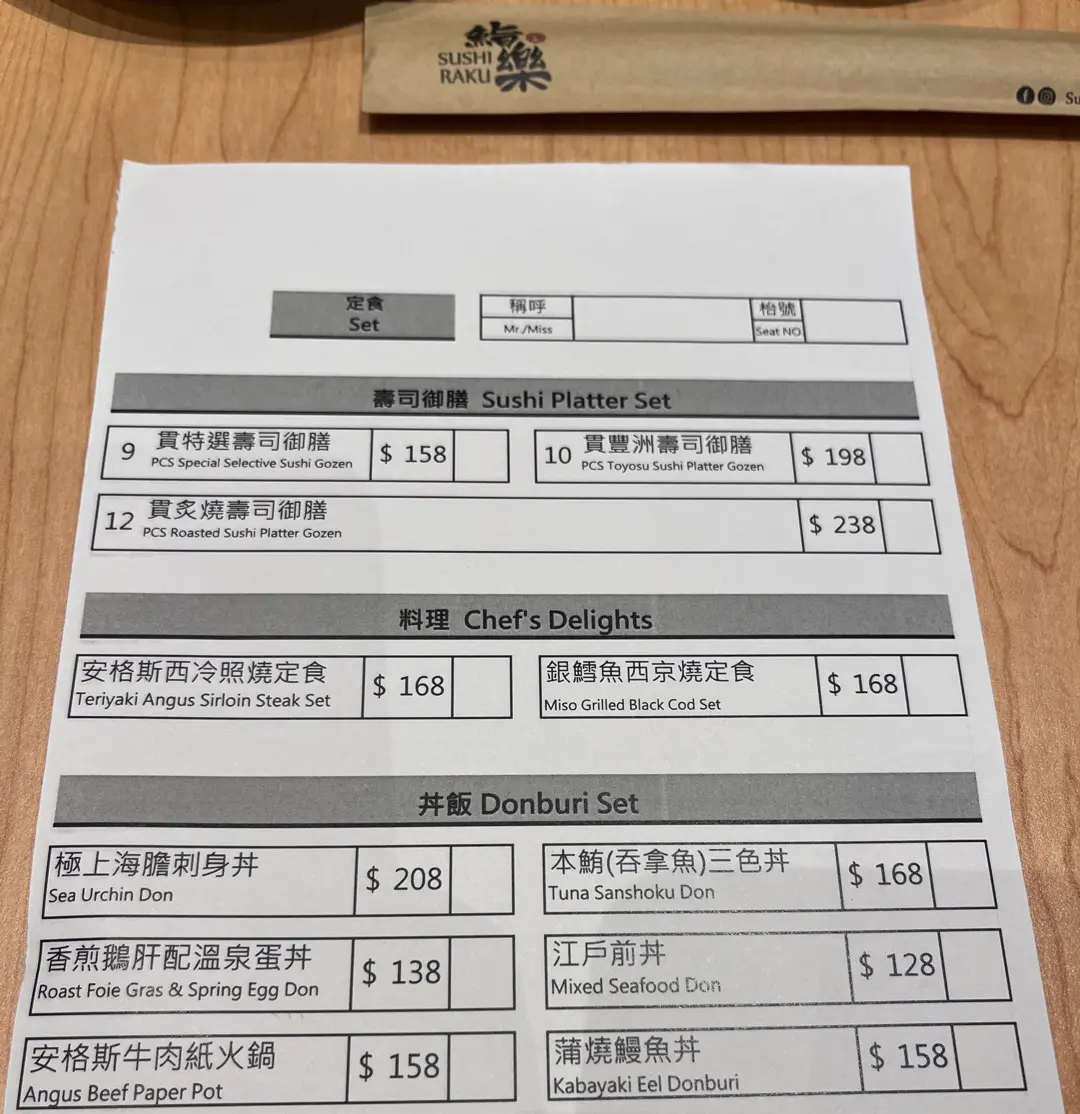 鮨樂
SUSHI
RAKU
定食
Set
稱呼
Mr./Miss
枱號
Seat NO
壽司御膳 Sushi Platter Set
9 貫特選壽司御膳
PCS Special Selective Sushi Gozen
$ 158
10 貫豐洲壽司御膳
PCS Toyosu Sushi Platter Gozen
$ 198
12 貫炙燒壽司御膳
PCS Roasted Sushi Platter Gozen
$ 238
料理 Chef's Delights
安格斯西冷照燒定食
Teriyaki Angus Sirloin Steak Set
$ 168
銀鱈魚西京燒定食
Miso Grilled Black Cod Set
$ 168
丼飯 Donburi Set
極上海膽刺身丼
Sea Urchin Don
$ 208
本鮪(吞拿魚)三色丼
Tuna Sanshoku Don
$ 168
香煎鵝肝配溫泉蛋丼
Roast Foie Gras & Spring Egg Don
$ 138
江戶前丼
Mixed Seafood Don
$ 128
安格斯牛肉紙火鍋
Angus Beef Paper Pot
$ 158
蒲燒鰻魚丼
Kabayaki Eel Donburi
$ 158